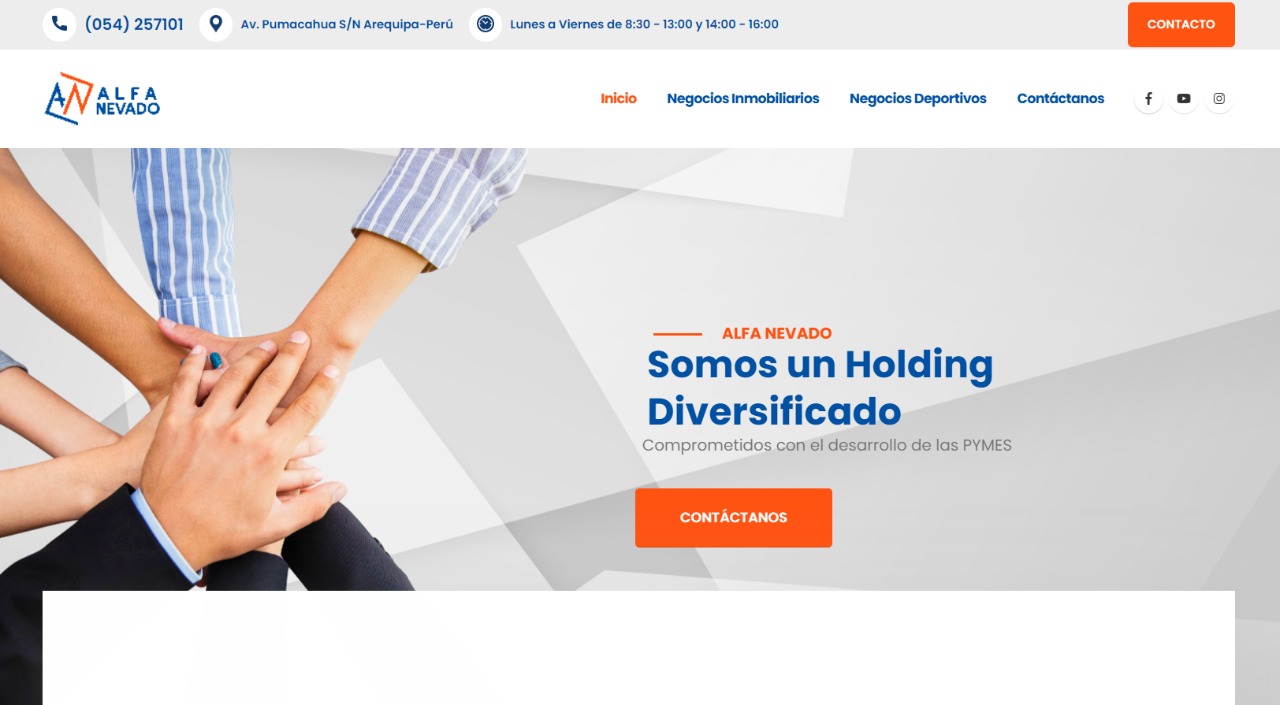 (054) 257101
Av. Pumacahua S/N Arequipa-Perú
Lunes a Viernes de 8:30 - 13:00 y 14:00 - 16:00
CONTACTO
AN ALFA
NEVADO
Inicio
Negocios Inmobiliarios
Negocios Deportivos
Contáctanos
ALFA NEVADO
Somos un Holding
Diversificado
Comprometidos con el desarrollo de las PYMES
CONTÁCTANOS